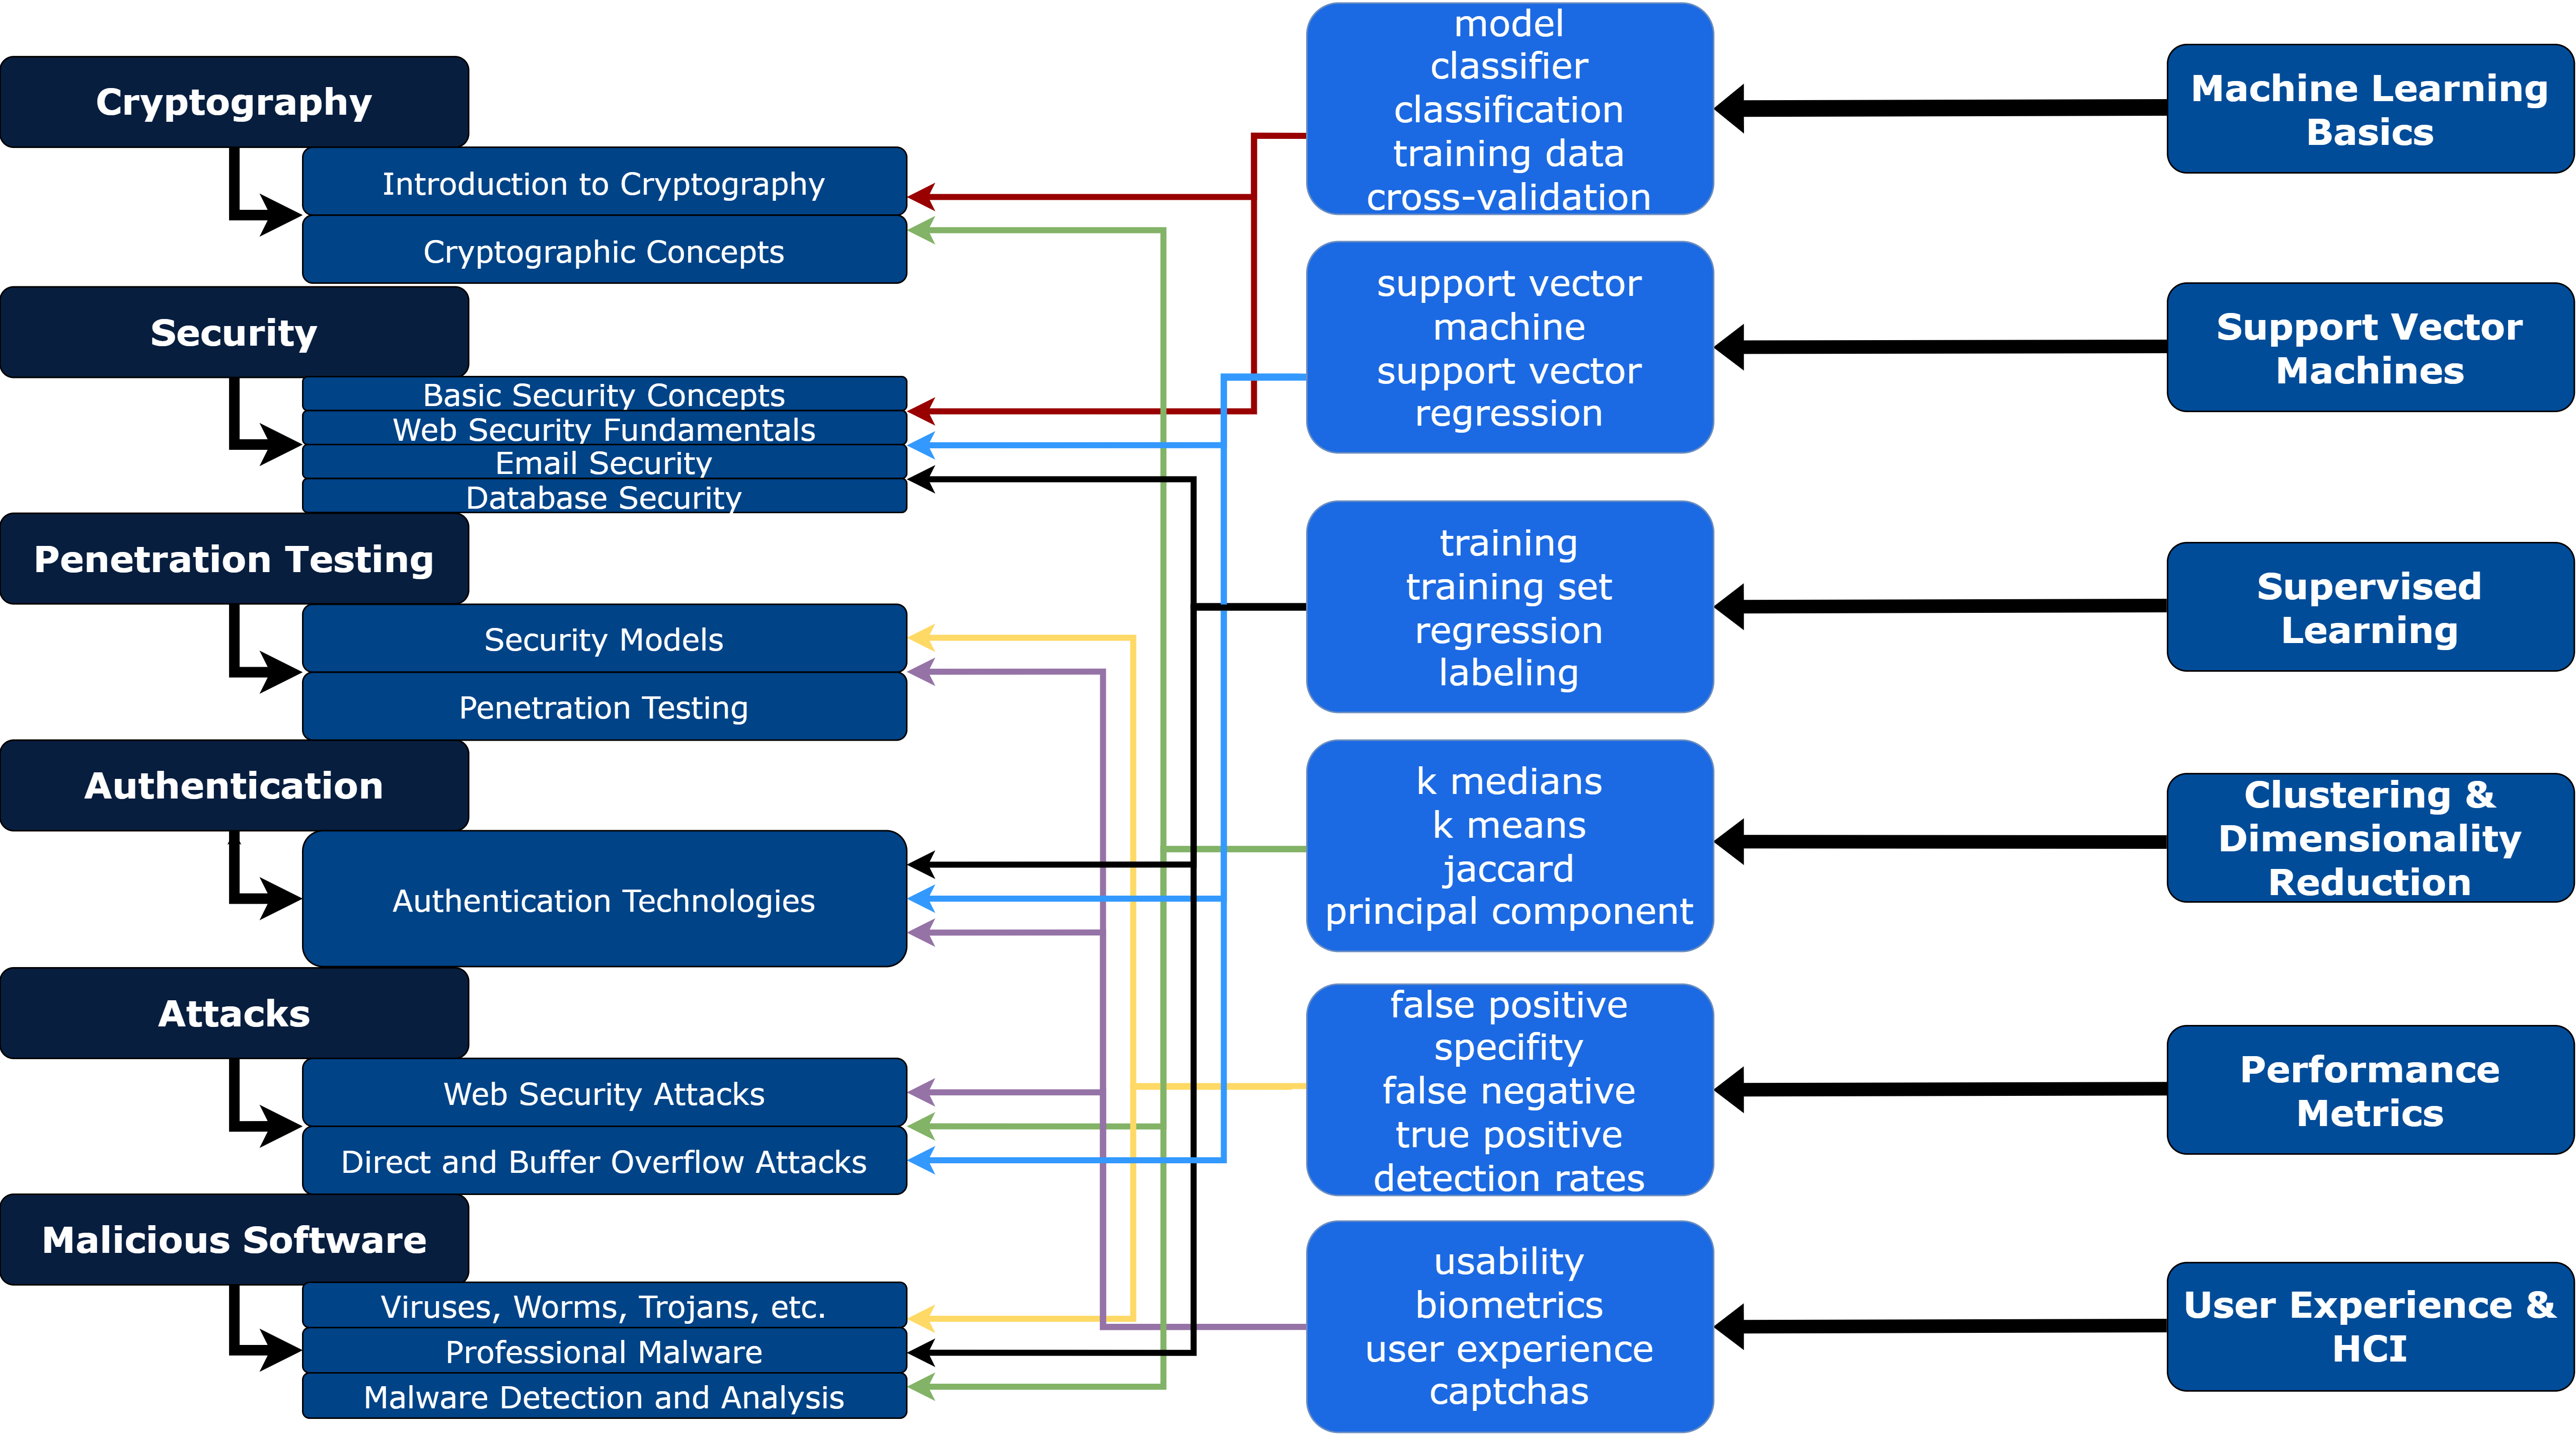 Cryptography
Introduction to Cryptography
Cryptographic Concepts
Security
Basic Security Concepts
Web Security Fundamentals
Email Security
Database Security
Penetration Testing
Security Models
Penetration Testing
Authentication
Authentication Technologies
Attacks
Web Security Attacks
Direct and Buffer Overflow Attacks
Malicious Software
Viruses, Worms, Trojans, etc.
Professional Malware
Malware Detection and Analysis
model
classifier
classification
training data
cross-validation
support vector
machine
support vector
regression
training
training set
regression
labeling
k medians
k means
jaccard
principal component
false positive
specifity
false negative
true positive
detection rates
usability
biometrics
user experience
captchas
Machine Learning
Basics
Support Vector
Machines
Supervised
Learning
Clustering &
Dimensionality
Reduction
Performance
Metrics
User Experience &
HCI